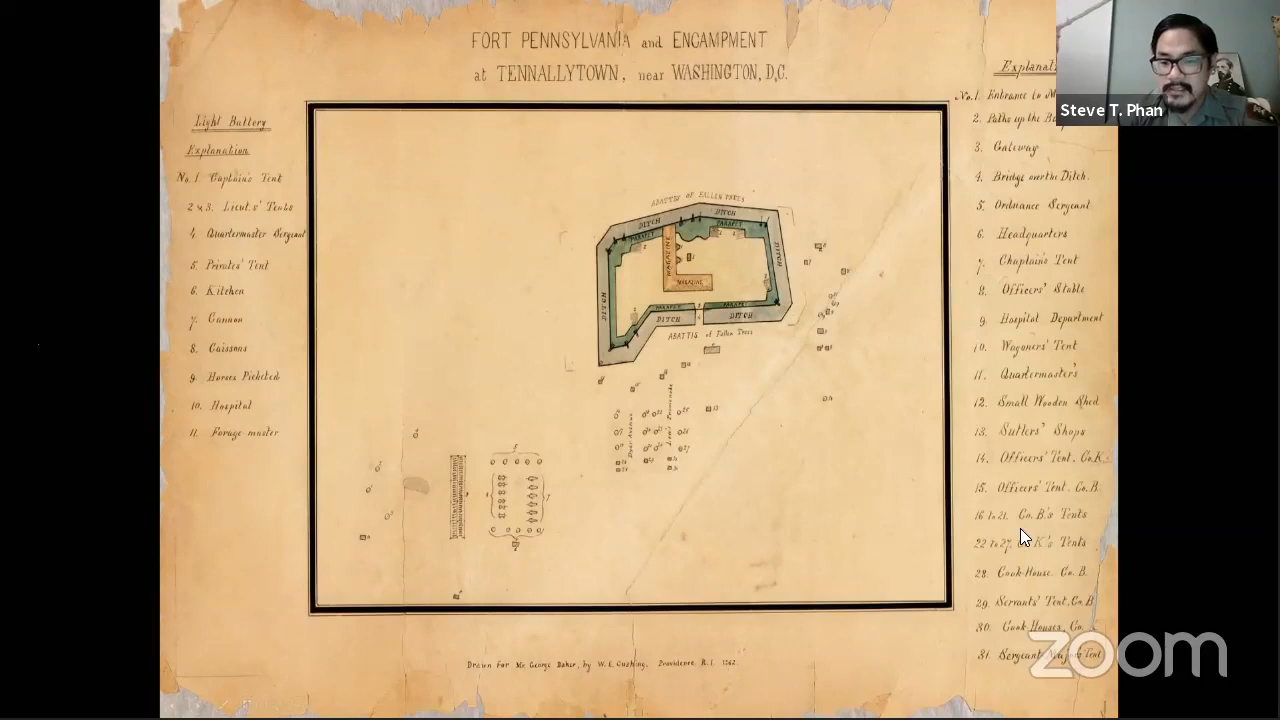 FORT PENNSYLVANIA and ENCAMPMENT
at TENNALLYTOWN, near WASHINGTON, D.C.
Steve T. Phan
Light Battery
Explanation
No. 1. Captain's Tent
2 & 3. Lieut.s' Tents
4. Quartermaster Sergeant
5. Privates' Tent
6. Kitchen
7. Cannon
8. Caissons
9. Horses Picketed
10. Hospital
11. Forage master
ABATTIS OF FALLEN TREES
DITCH
DITCH
PARAPET
PARAPET
MAGAZINE
DITCH
MAGAZINE
DITCH
PARAPET
PARAPET
DITCH
DITCH
ABATTIS of Fallen Trees
No. 1. Entrance to
2. Paths up the
3. Gateway
4. Bridge over the Ditch.
5. Ordnance Sergeant
6. Headquarters
7. Chaplain's Tent
8. Officers' Stable
9. Hospital Department
10. Wagoners' Tent
11. Quartermaster's
12. Small Wooden Shed
13. Sutlers' Shops
14. Officers' Tent. Co. K.
15. Officers' Tent. Co. B.
16 to 21. Co. B's Tents
22 to 27. K's Tents
28. Cook-House. Co. B.
29. Servants' Tent. Co. B
30. Cook-Houses. Co.
31. Sergeant Major's Tent
Drawn for Mr George Baker, by W. E. Cushing, Providence, R. I. 1862.
zoom